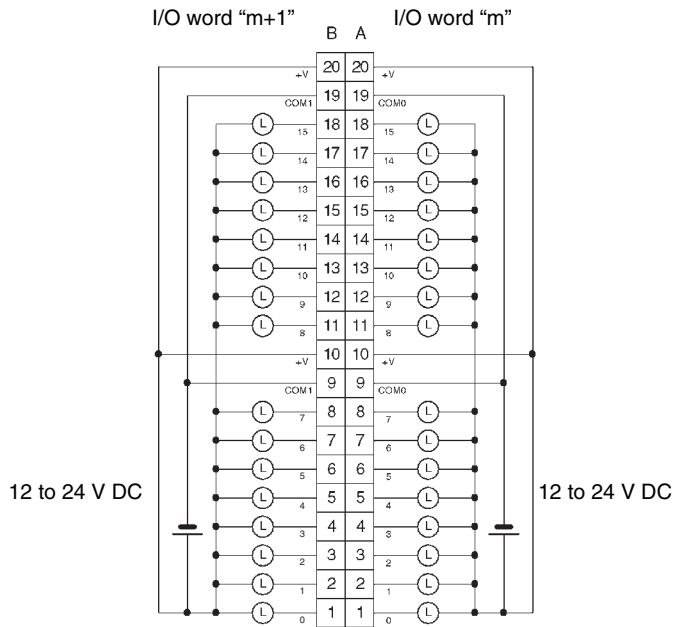 I/O word “m+1” I/O word “m”
B A
+V 20 20 +V
COM1 19 19 COM0
L 15 18 18 15 L
L 14 17 17 14 L
L 13 16 16 13 L
L 12 15 15 12 L
L 11 14 14 11 L
L 10 13 13 10 L
L 9 12 12 9 L
L 8 11 11 8 L
+V 10 10 +V
COM1 9 9 COM0
L 7 8 8 7 L
L 6 7 7 6 L
L 5 6 6 5 L
12 to 24 V DC L 4 5 5 4 L 12 to 24 V DC
L 3 4 4 3 L
L 2 3 3 2 L
L 1 2 2 1 L
L 0 1 1 0 L